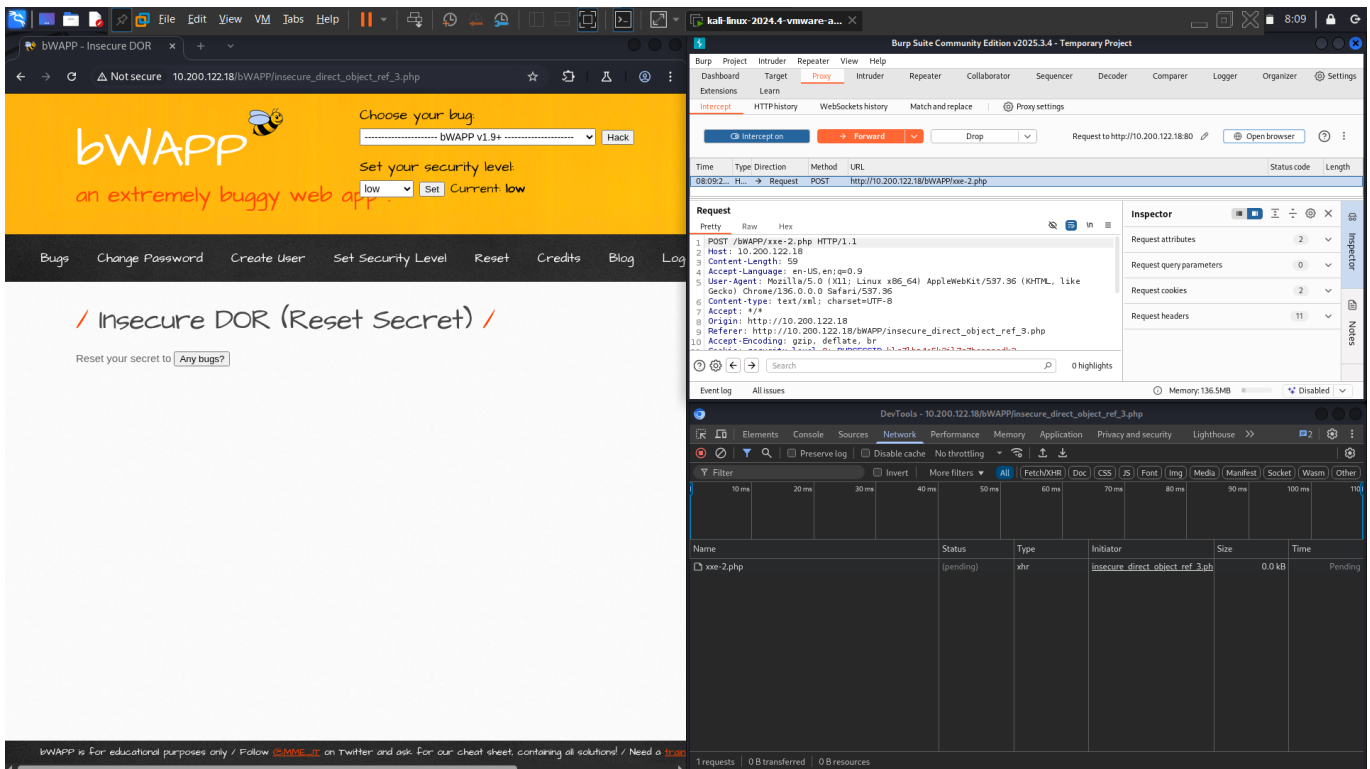 File Edit View VM Tabs Help
kali-linux-2024.4-vmware-a...
8:09
bWAPP - Insecure DOR
Not secure 10.200.122.18/bWAPP/insecure_direct_object_ref_3.php
bWAPP
an extremely buggy web app !
Choose your bug:
---------------------- bWAPP v1.9+ ---------------------- Hack
Set your security level:
low Set Current: low
Bugs Change Password Create User Set Security Level Reset Credits Blog Log
/ Insecure DOR (Reset Secret) /
Reset your secret to Any bugs?
bWAPP is for educational purposes only / Follow @MME_IT on Twitter and ask for our cheat sheet, containing all solutions! / Need a train
Burp Suite Community Edition v2025.3.4 - Temporary Project
Burp Project Intruder Repeater View Help
Dashboard Target Proxy Intruder Repeater Collaborator Sequencer Decoder Comparer Logger Organizer Settings
Extensions Learn
Intercept HTTP history WebSockets history Match and replace Proxy settings
Intercept on Forward Drop Request to http://10.200.122.18:80 Open browser
Time Type Direction Method URL Status code Length
08:09:2... H... → Request POST http://10.200.122.18/bWAPP/xxe-2.php
Request
Pretty Raw Hex
1 POST /bWAPP/xxe-2.php HTTP/1.1
2 Host: 10.200.122.18
3 Content-Length: 59
4 Accept-Language: en-US,en;q=0.9
5 User-Agent: Mozilla/5.0 (X11; Linux x86_64) AppleWebKit/537.36 (KHTML, like
Gecko) Chrome/136.0.0.0 Safari/537.36
6 Content-type: text/xml; charset=UTF-8
7 Accept: */*
8 Origin: http://10.200.122.18
9 Referer: http://10.200.122.18/bWAPP/insecure_direct_object_ref_3.php
10 Accept-Encoding: gzip, deflate, br
Search 0 highlights
Inspector
Request attributes 2
Request query parameters 0
Request cookies 2
Request headers 11
Inspector
Notes
Event log All issues Memory: 136.5MB Disabled
DevTools - 10.200.122.18/bWAPP/insecure_direct_object_ref_3.php
Elements Console Sources Network Performance Memory Application Privacy and security Lighthouse 2
Preserve log Disable cache No throttling
Filter Invert More filters All Fetch/XHR Doc CSS JS Font Img Media Manifest Socket Wasm Other
10 ms 20 ms 30 ms 40 ms 50 ms 60 ms 70 ms 80 ms 90 ms 100 ms 110
Name Status Type Initiator Size Time
xxe-2.php (pending) xhr insecure_direct_object_ref_3.ph 0.0 kB Pending
1 requests 0 B transferred 0 B resources